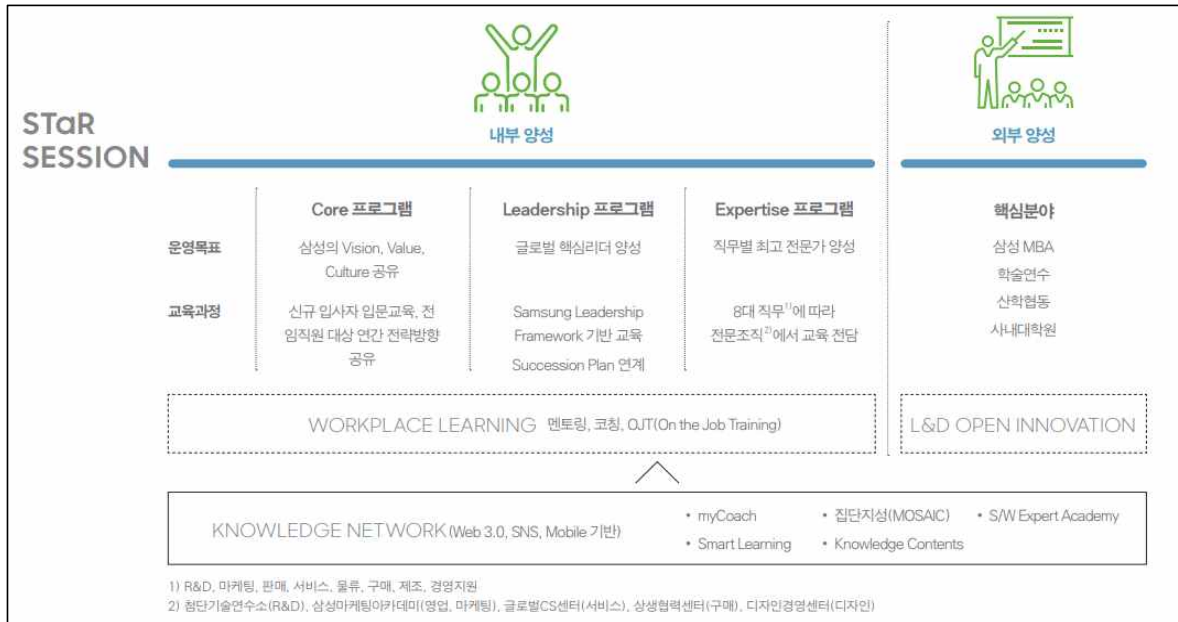 STaR
SESSION
내부 양성
외부 양성
Core 프로그램
Leadership 프로그램
Expertise 프로그램
핵심분야
운영목표
삼성의 Vision, Value,
Culture 공유
글로벌 핵심리더 양성
직무별 최고 전문가 양성
삼성 MBA
학술연수
산학협동
사내대학원
교육과정
신규 입사자 입문교육, 전
임직원 대상 연간 전략방향
공유
Samsung Leadership
Framework 기반 교육
Succession Plan 연계
8대 직무1)에 따라
전문조직2)에서 교육 전담
WORKPLACE LEARNING 멘토링, 코칭, OJT(On the Job Training)
L&D OPEN INNOVATION
KNOWLEDGE NETWORK (Web 3.0, SNS, Mobile 기반)
• myCoach
• 집단지성(MOSAIC)
• S/W Expert Academy
• Smart Learning
• Knowledge Contents
1) R&D, 마케팅, 판매, 서비스, 물류, 구매, 제조, 경영지원
2) 첨단기술연수소(R&D), 삼성마케팅아카데미(영업, 마케팅), 글로벌CS센터(서비스), 상생협력센터(구매), 디자인경영센터(디자인)